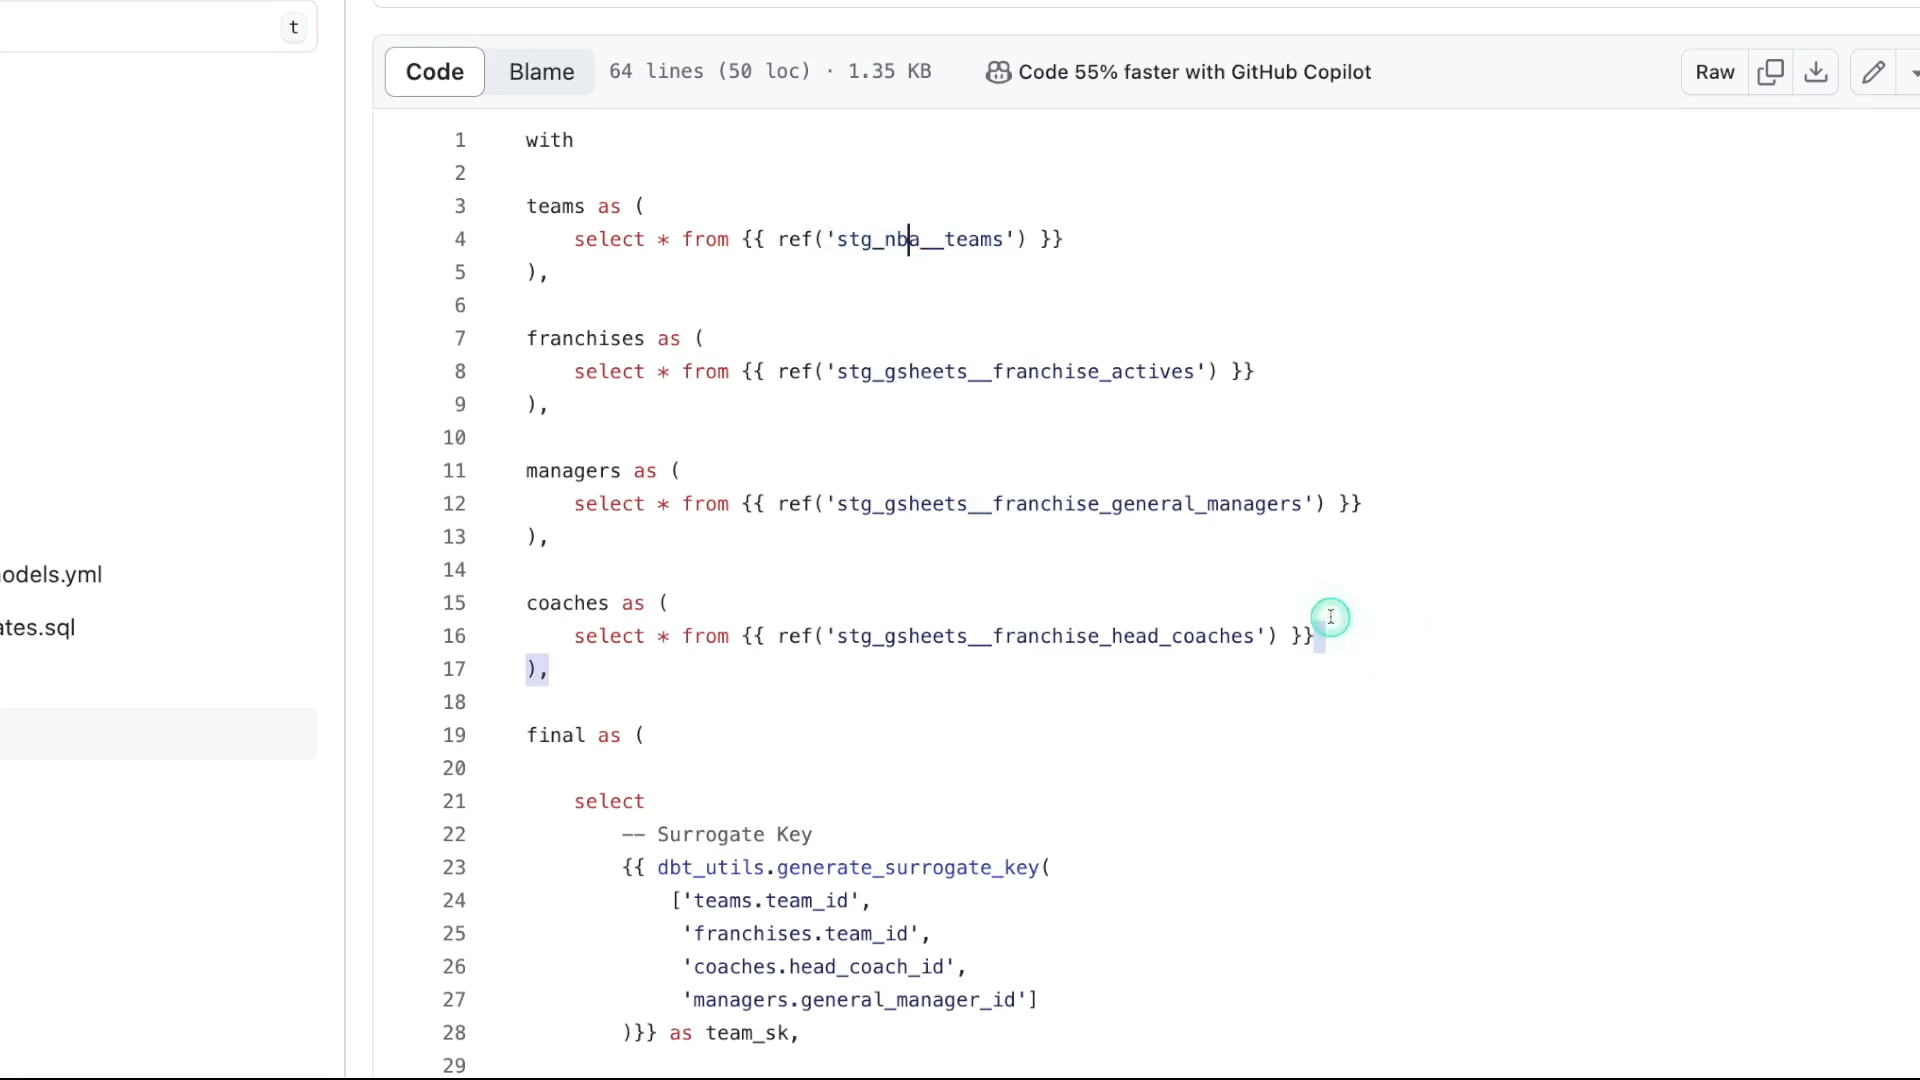 t
Code Blame 64 lines (50 loc) · 1.35 KB Code 55% faster with GitHub Copilot Raw
1 with
2
3 teams as (
4 select * from {{ ref('stg_nba__teams') }}
5 ),
6
7 franchises as (
8 select * from {{ ref('stg_gsheets__franchise_actives') }}
9 ),
10
11 managers as (
12 select * from {{ ref('stg_gsheets__franchise_general_managers') }}
13 ),
14
odels.yml
15 coaches as (
ates.sql
16 select * from {{ ref('stg_gsheets__franchise_head_coaches') }}
17 ),
18
19 final as (
20
21 select
22 -- Surrogate Key
23 {{ dbt_utils.generate_surrogate_key(
24 ['teams.team_id',
25 'franchises.team_id',
26 'coaches.head_coach_id',
27 'managers.general_manager_id']
28 )}} as team_sk,
29